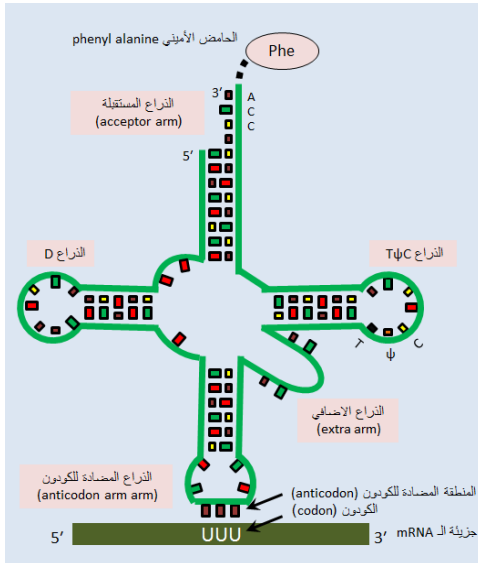 الحامض الأميني phenyl alanine
Phe
3’
A
C
C
الذراع المستقبلة
(acceptor arm)
5’
الذراع D
الذراع TψC
T ψ C
الذراع الاضافي
(extra arm)
الذراع المضادة للكودون
(anticodon arm arm)
المنطقة المضادة للكودون (anticodon)
الكودون (codon)
5’ UUU 3’ جزيئة الـ mRNA